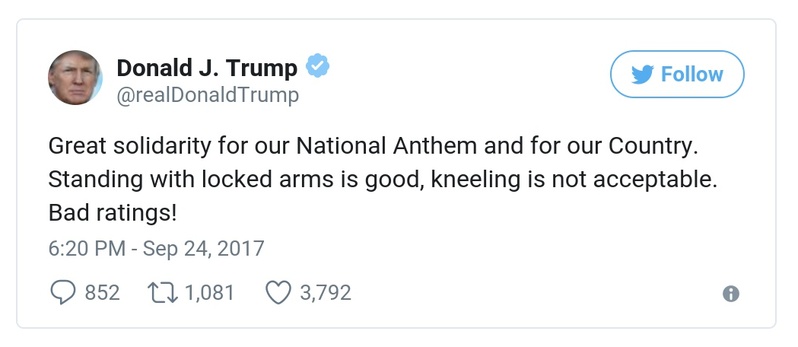 Donald J. Trump
Follow
@realDonaldTrump
Great solidarity for our National Anthem and for our Country.
Standing with locked arms is good, kneeling is not acceptable.
Bad ratings!
6:20 PM - Sep 24, 2017
852 1,081 3,792